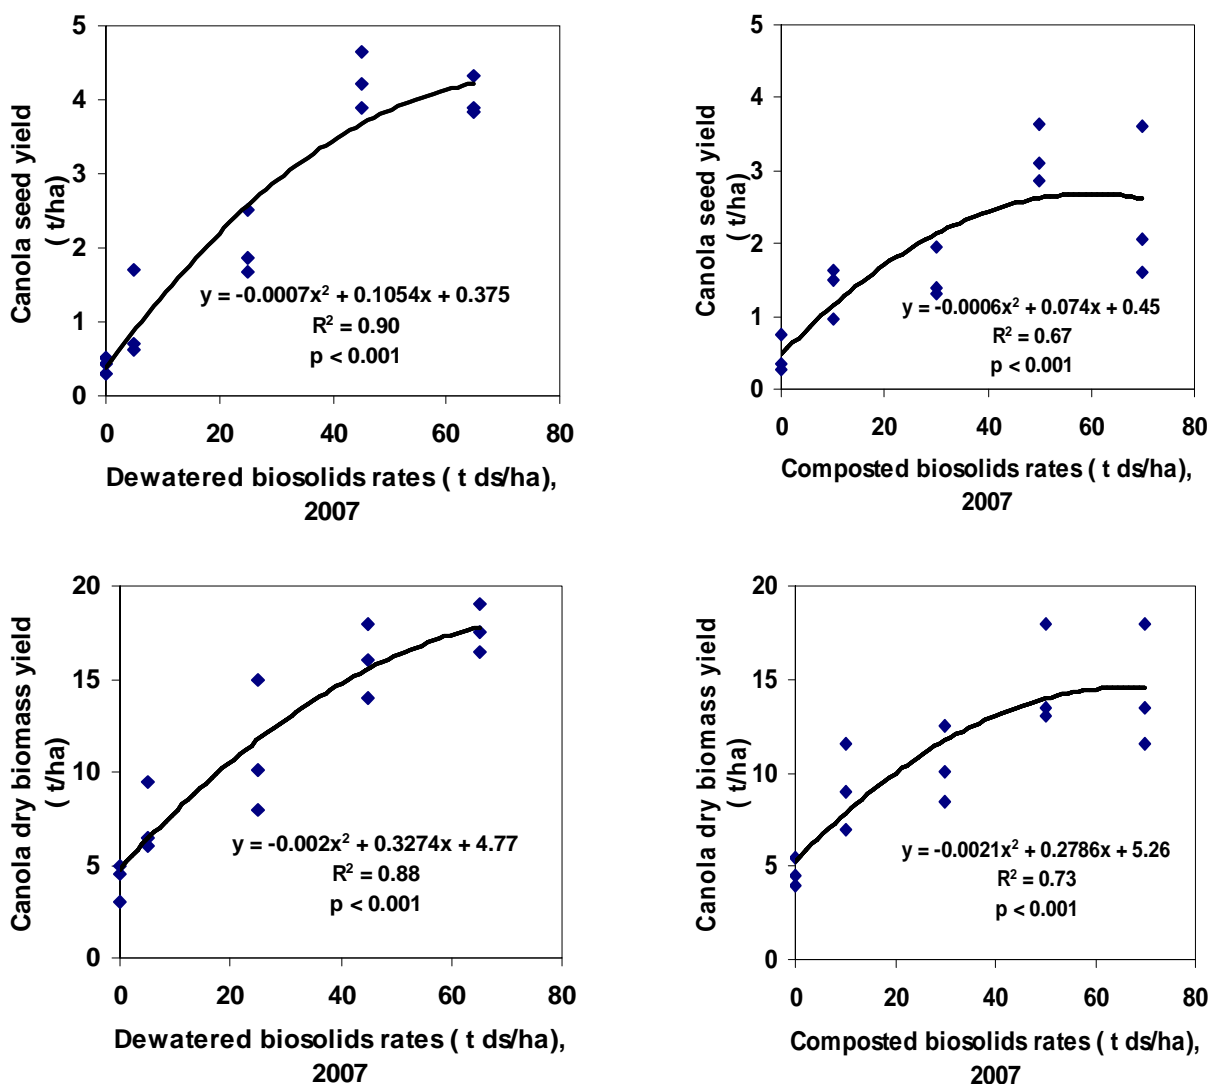 Canola seed yield
( t/ha)
5
4
3
2
1
0
y = -0.0007x² + 0.1054x + 0.375
R² = 0.90
p < 0.001
0 20 40 60 80
Dewatered biosolids rates ( t ds/ha),
2007
Canola seed yield
( t/ha)
5
4
3
2
1
0
y = -0.0006x² + 0.074x + 0.45
R² = 0.67
p < 0.001
0 20 40 60 80
Composted biosolids rates ( t ds/ha),
2007
Canola dry biomass yield
( t/ha)
20
15
10
5
0
y = -0.002x² + 0.3274x + 4.77
R² = 0.88
p < 0.001
0 20 40 60 80
Dewatered biosolids rates ( t ds/ha),
2007
Canola dry biomass yield
( t/ha)
20
15
10
5
0
y = -0.0021x² + 0.2786x + 5.26
R² = 0.73
p < 0.001
0 20 40 60 80
Composted biosolids rates ( t ds/ha),
2007